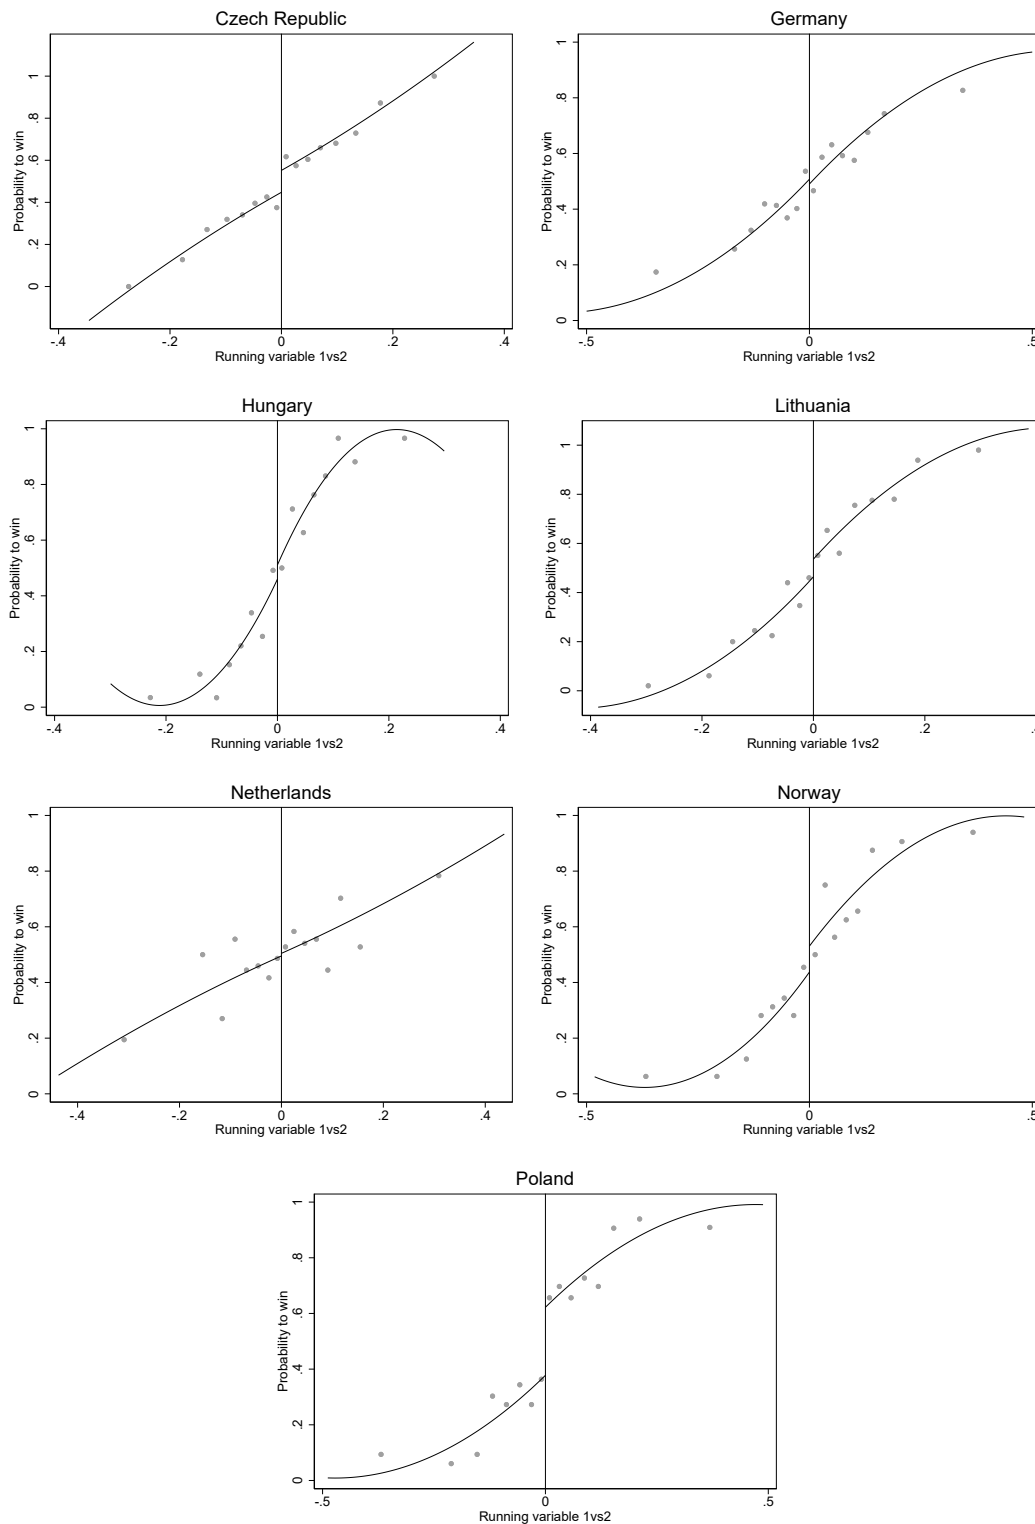 Czech Republic
Probability to win
0 .2 .4 .6 .8 1
-.4 -.2 0 .2 .4
Running variable 1vs2
Germany
Probability to win
0 .2 .4 .6 .8 1
-.5 0 .5
Running variable 1vs2
Hungary
Probability to win
0 .2 .4 .6 .8 1
-.4 -.2 0 .2 .4
Running variable 1vs2
Lithuania
Probability to win
0 .2 .4 .6 .8 1
-.4 -.2 0 .2
Running variable 1vs2
Netherlands
Probability to win
0 .2 .4 .6 .8 1
-.4 -.2 0 .2 .4
Running variable 1vs2
Norway
Probability to win
0 .2 .4 .6 .8 1
-.5 0 .5
Running variable 1vs2
Poland
Probability to win
0 .2 .4 .6 .8 1
-.5 0 .5
Running variable 1vs2